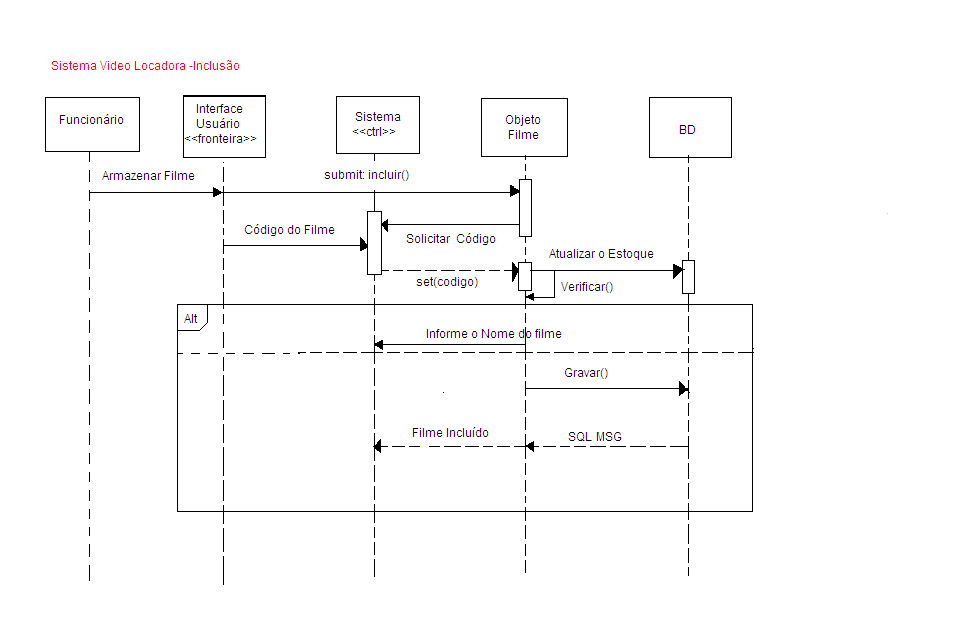 Sistema Video Locadora -Inclusão
Funcionário
Interface
Usuário
<<fronteira>>
Sistema
<<ctrl>>
Objeto
Filme
BD
Armazenar Filme
submit: incluir()
Código do Filme
Solicitar Código
Atualizar o Estoque
set(codigo)
Verificar()
Alt
Informe o Nome do filme
Gravar()
Filme Incluído
SQL MSG